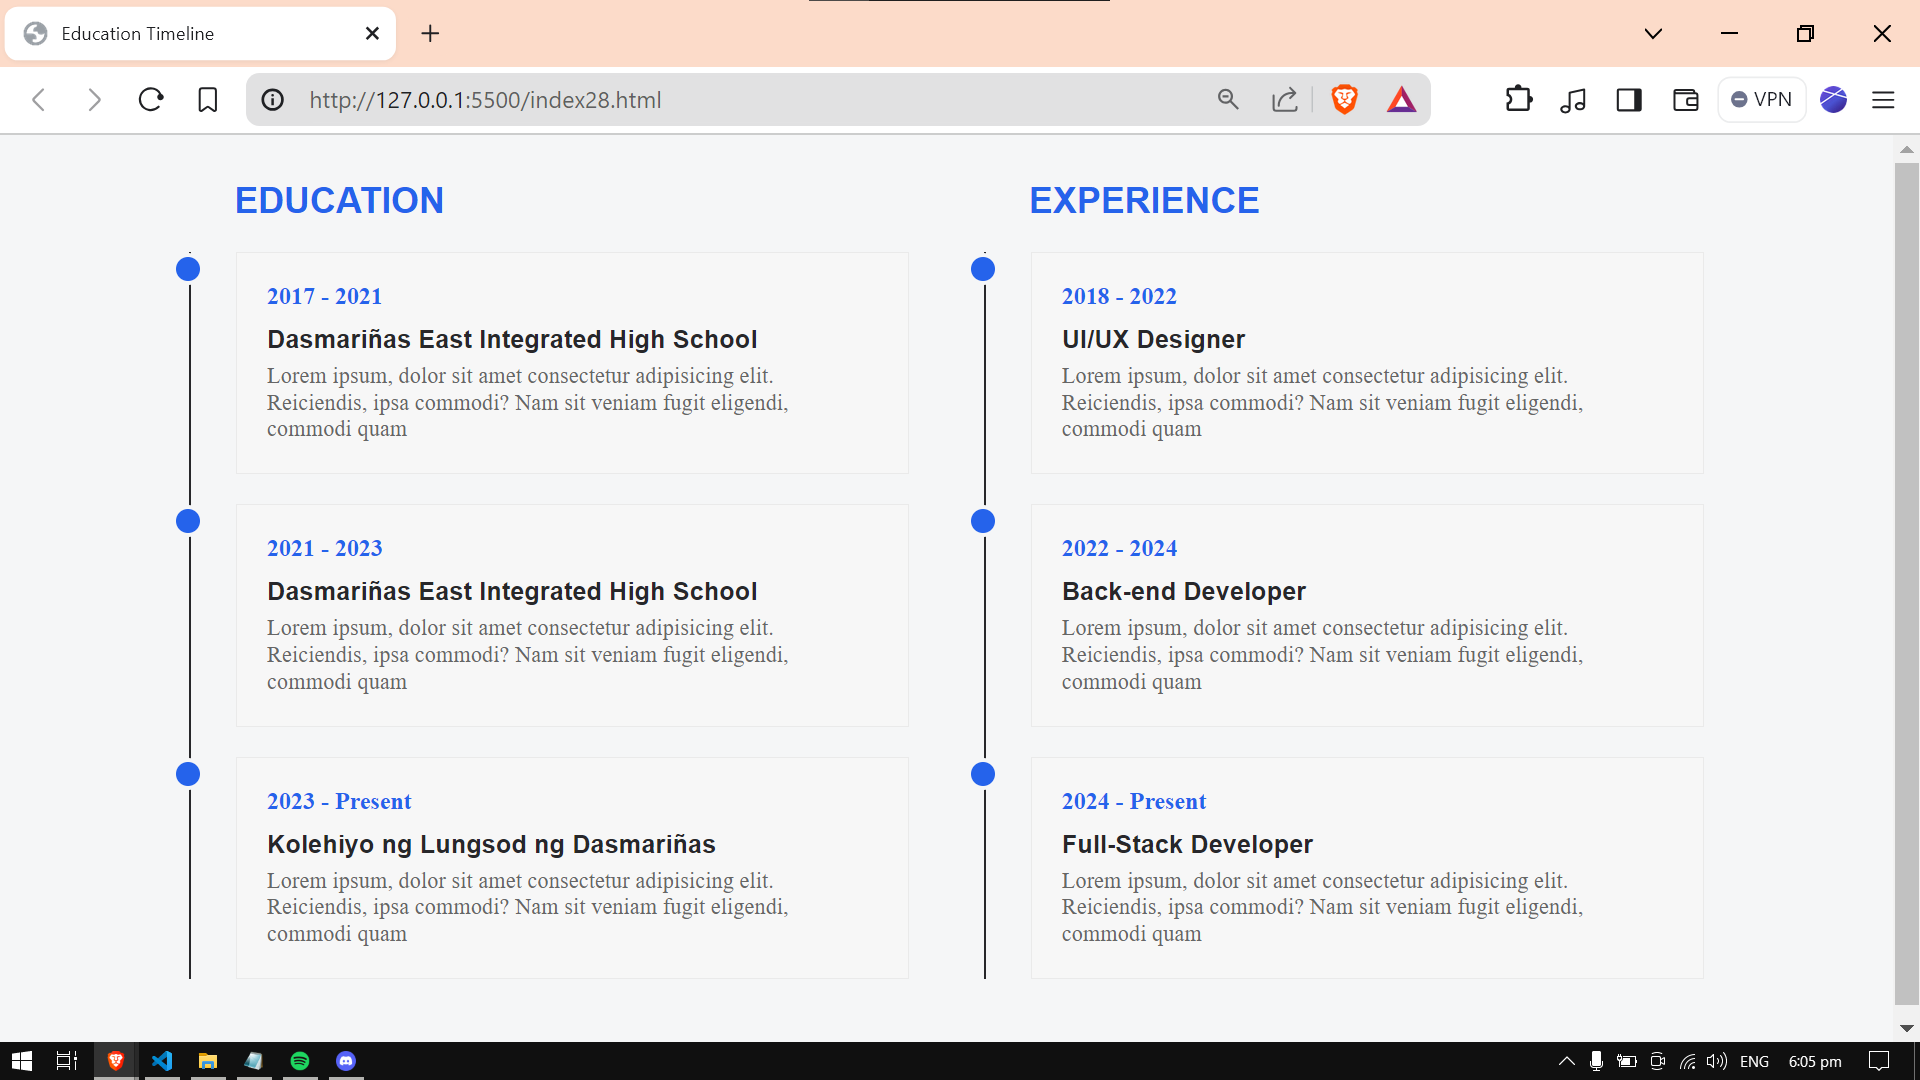 Education Timeline
http://127.0.0.1:5500/index28.html
VPN
EDUCATION
2017 - 2021
Dasmariñas East Integrated High School
Lorem ipsum, dolor sit amet consectetur adipisicing elit.
Reiciendis, ipsa commodi? Nam sit veniam fugit eligendi,
commodi quam
2021 - 2023
Dasmariñas East Integrated High School
Lorem ipsum, dolor sit amet consectetur adipisicing elit.
Reiciendis, ipsa commodi? Nam sit veniam fugit eligendi,
commodi quam
2023 - Present
Kolehiyo ng Lungsod ng Dasmariñas
Lorem ipsum, dolor sit amet consectetur adipisicing elit.
Reiciendis, ipsa commodi? Nam sit veniam fugit eligendi,
commodi quam
EXPERIENCE
2018 - 2022
UI/UX Designer
Lorem ipsum, dolor sit amet consectetur adipisicing elit.
Reiciendis, ipsa commodi? Nam sit veniam fugit eligendi,
commodi quam
2022 - 2024
Back-end Developer
Lorem ipsum, dolor sit amet consectetur adipisicing elit.
Reiciendis, ipsa commodi? Nam sit veniam fugit eligendi,
commodi quam
2024 - Present
Full-Stack Developer
Lorem ipsum, dolor sit amet consectetur adipisicing elit.
Reiciendis, ipsa commodi? Nam sit veniam fugit eligendi,
commodi quam
ENG
6:05 pm